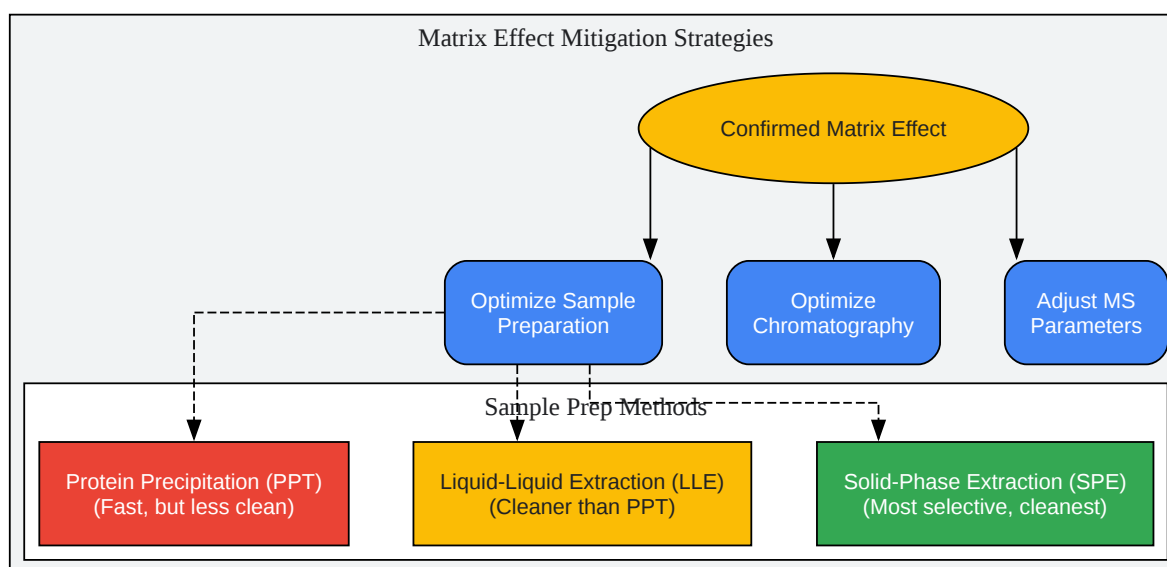 Matrix Effect Mitigation Strategies
Confirmed Matrix Effect
Optimize Sample
Preparation
Optimize
Chromatography
Adjust MS
Parameters
Sample Prep Methods
Protein Precipitation (PPT)
(Fast, but less clean)
Liquid-Liquid Extraction (LLE)
(Cleaner than PPT)
Solid-Phase Extraction (SPE)
(Most selective, cleanest)